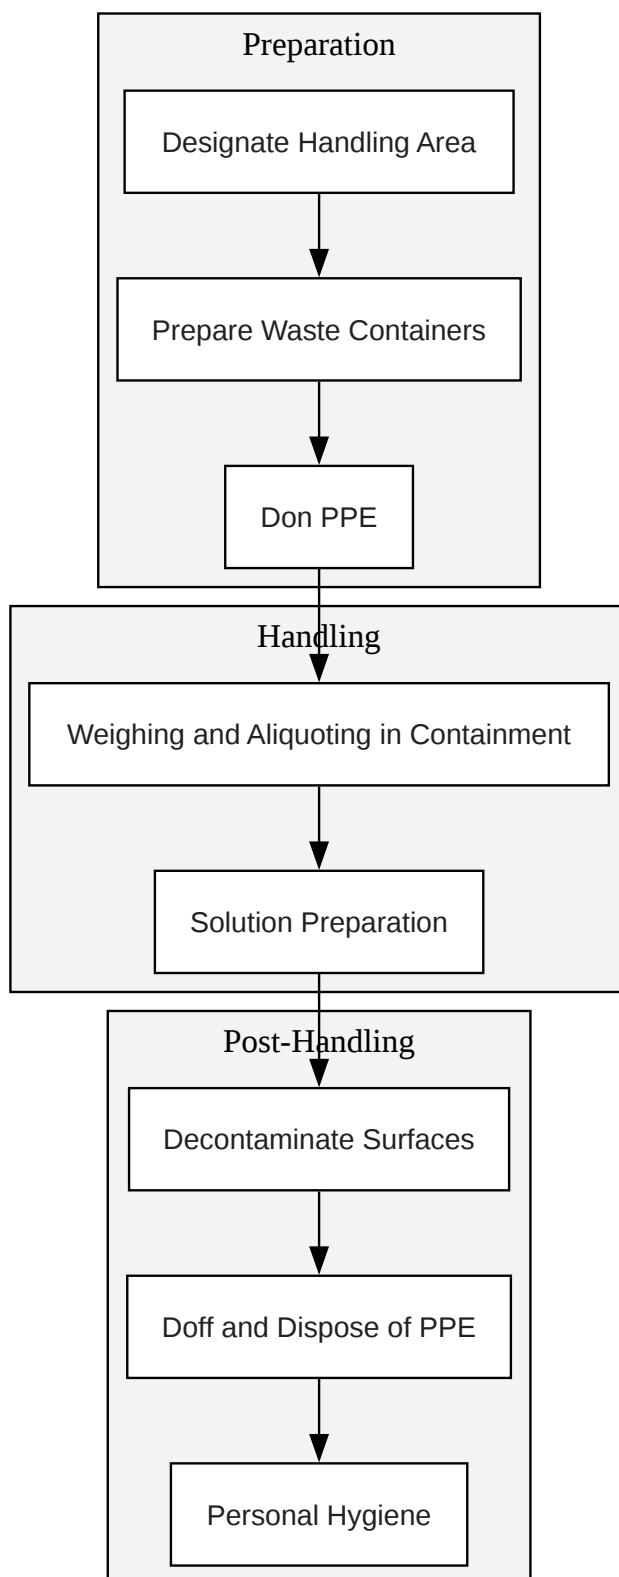 Preparation
Designate Handling Area
Prepare Waste Containers
Don PPE
Handling
Weighing and Aliquoting in Containment
Solution Preparation
Post-Handling
Decontaminate Surfaces
Doff and Dispose of PPE
Personal Hygiene